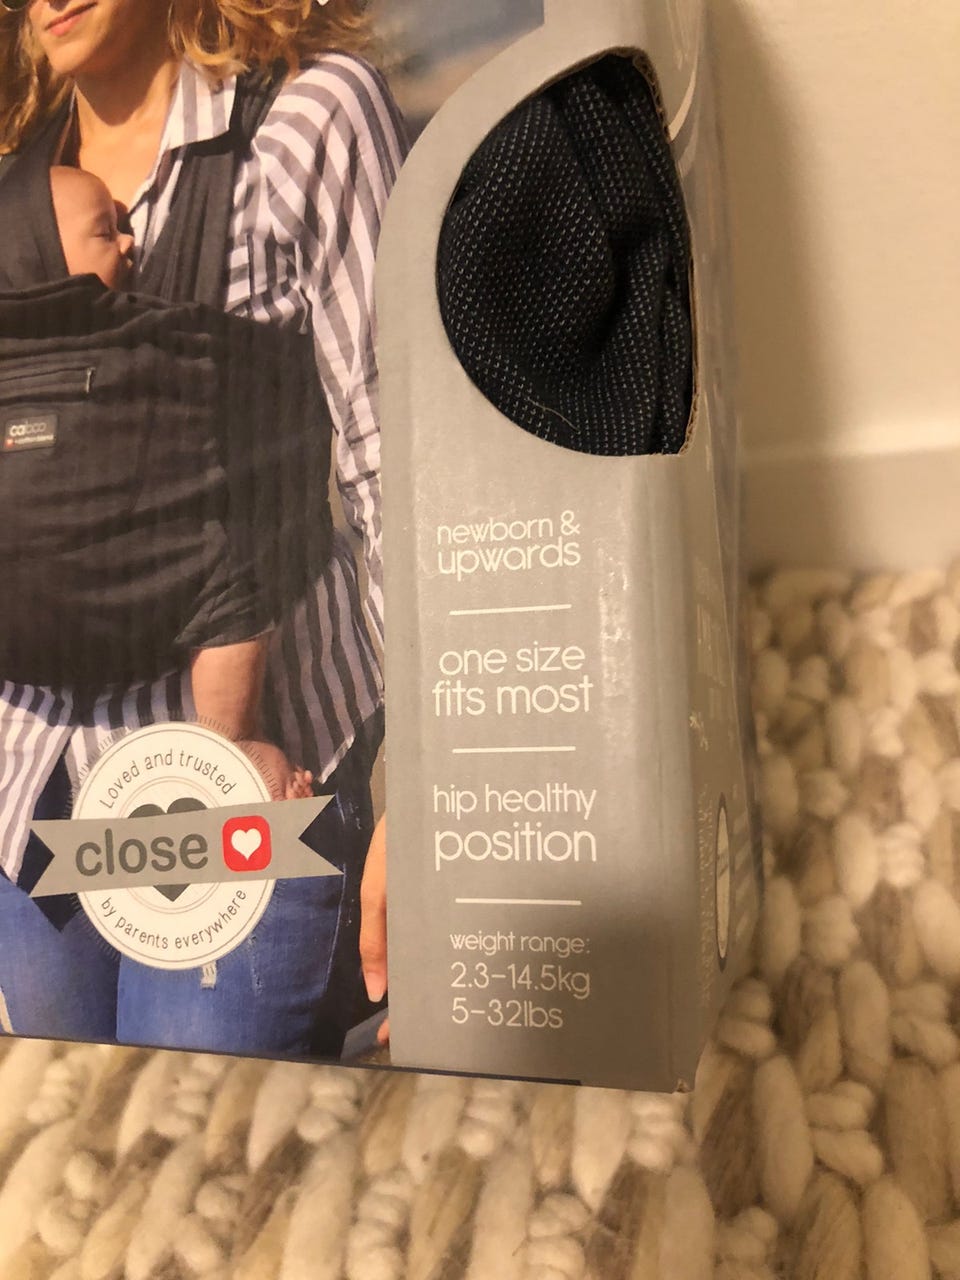 caboo
newborn &
upwards
one size
fits most
hip healthy
position
weight range:
2.3-14.5kg
5-32lbs
Loved and trusted
close
by parents everywhere